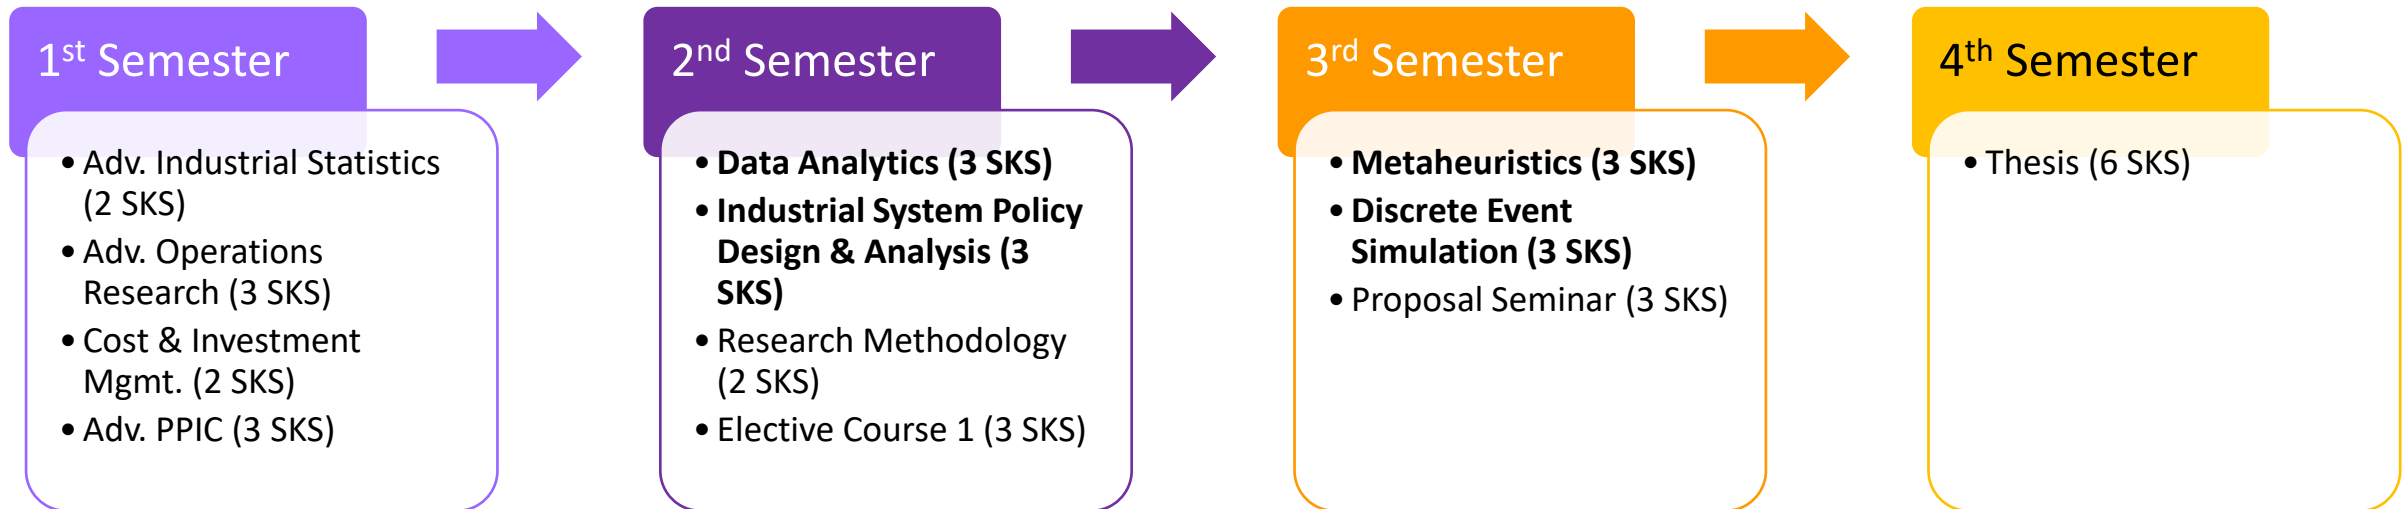 1st Semester
• Adv. Industrial Statistics
(2 SKS)
• Adv. Operations
Research (3 SKS)
• Cost & Investment
Mgmt. (2 SKS)
• Adv. PPIC (3 SKS)
2nd Semester
• Data Analytics (3 SKS)
• Industrial System Policy
Design & Analysis (3
SKS)
• Research Methodology
(2 SKS)
• Elective Course 1 (3 SKS)
3rd Semester
• Metaheuristics (3 SKS)
• Discrete Event
Simulation (3 SKS)
• Proposal Seminar (3 SKS)
4th Semester
• Thesis (6 SKS)